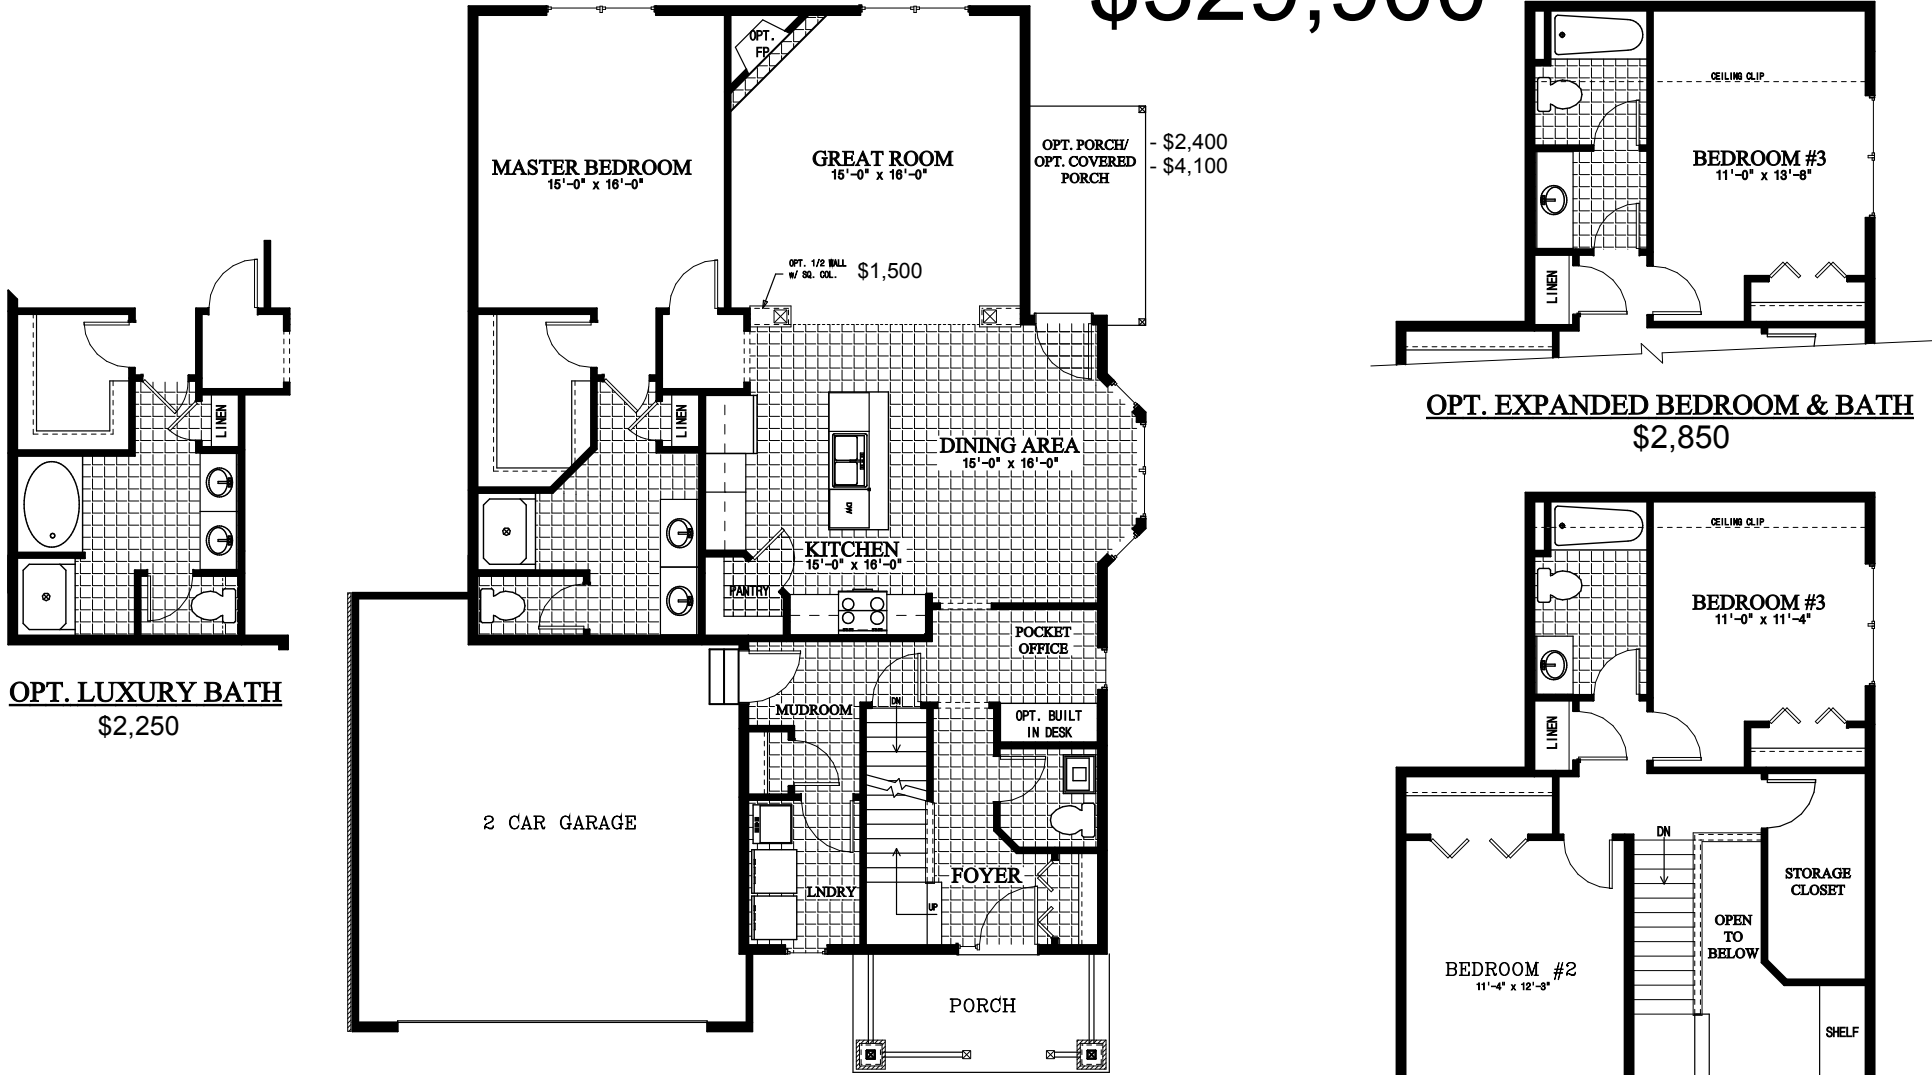 OPT.
FP
MASTER BEDROOM
15'-0" x 16'-0"
GREAT ROOM
15'-0" x 16'-0"
OPT. PORCH/
OPT. COVERED
PORCH
- $2,400
- $4,100
OPT. 1/2 WALL
w/ SQ. COL.
$1,500
LINEN
OPT. LUXURY BATH
$2,250
LINEN
DINING AREA
15'-0" x 16'-0"
DW
KITCHEN
15'-0" x 16'-0"
PANTRY
POCKET
OFFICE
MUDROOM
DN
OPT. BUILT
IN DESK
2 CAR GARAGE
LNDRY
FOYER
UP
PORCH
CEILING CLIP
BEDROOM #3
11'-0" x 13'-8"
LINEN
OPT. EXPANDED BEDROOM & BATH
$2,850
CEILING CLIP
BEDROOM #3
11'-0" x 11'-4"
LINEN
DN
STORAGE
CLOSET
OPEN
TO
BELOW
BEDROOM #2
11'-4" x 12'-3"
SHELF